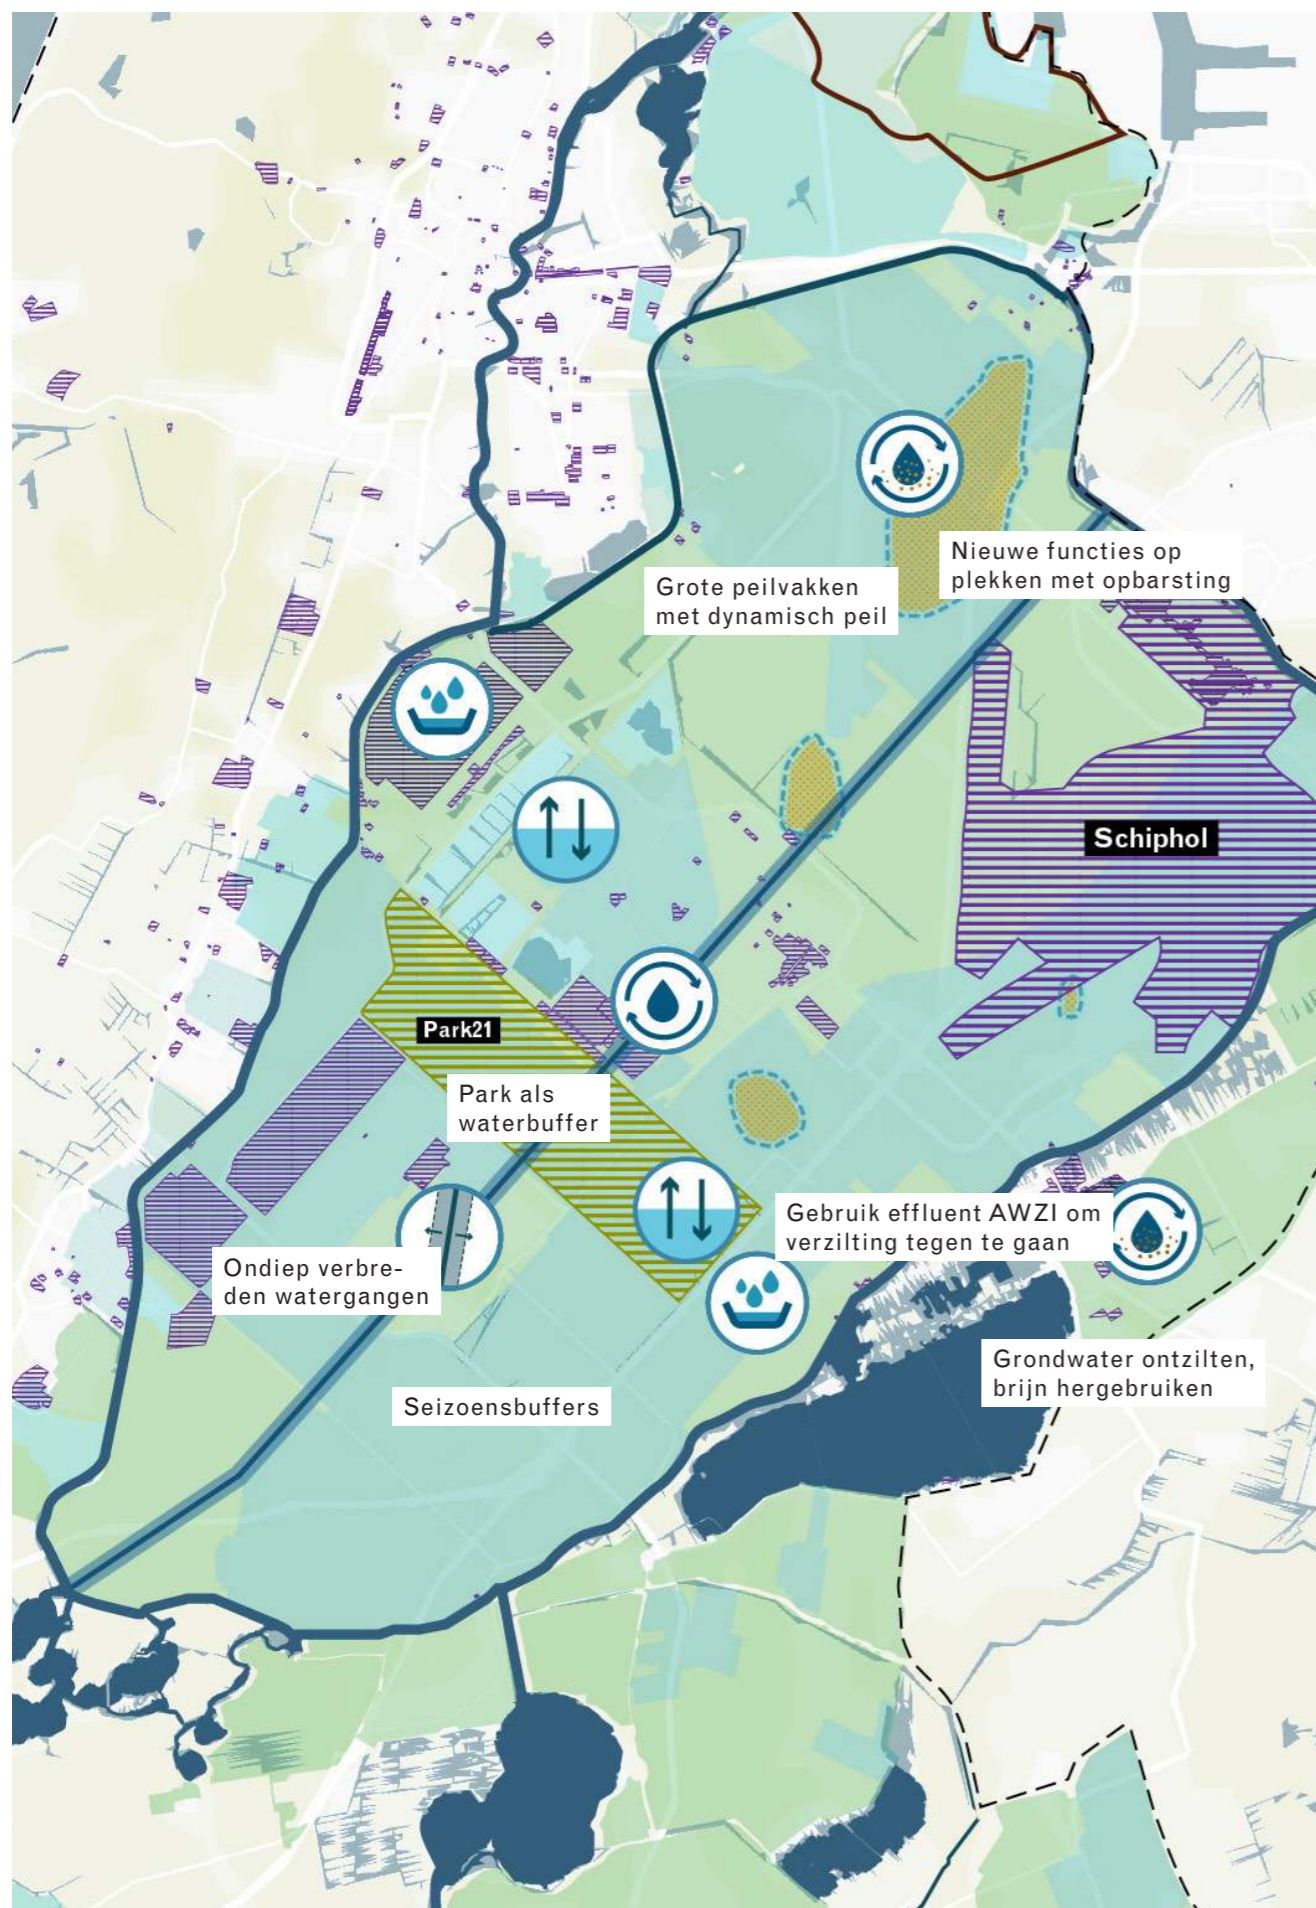 Nieuwe functies op
plekken met opbarsting
Grote peilvakken
met dynamisch peil
Schiphol
Park21
Park als
waterbuffer
Gebruik effluent AWZI om
verzilting tegen te gaan
Ondiep verbre-
den watergangen
Grondwater ontzilten,
brijn hergebruiken
Seizoensbuffers